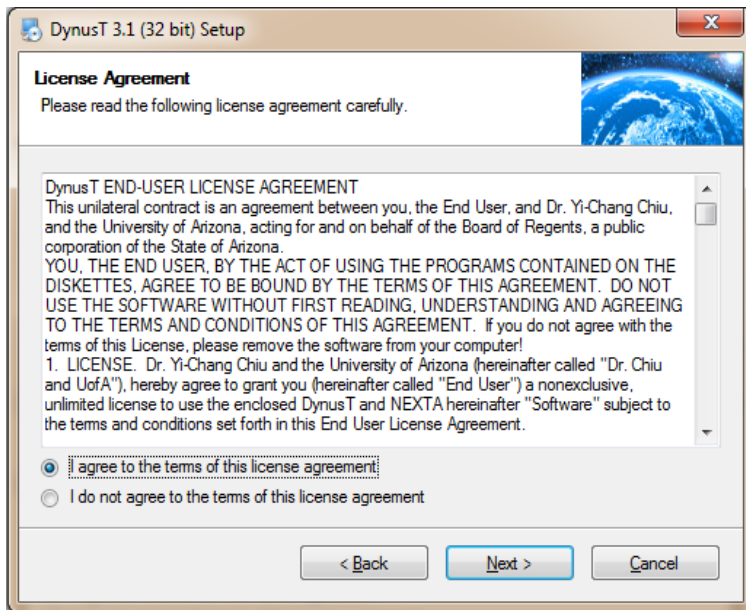 DynusT 3.1 (32 bit) Setup
License Agreement
Please read the following license agreement carefully.
DynusT END-USER LICENSE AGREEMENT
This unilateral contract is an agreement between you, the End User, and Dr. Yi-Chang Chiu,
and the University of Arizona, acting for and on behalf of the Board of Regents, a public
corporation of the State of Arizona.
YOU, THE END USER, BY THE ACT OF USING THE PROGRAMS CONTAINED ON THE
DISKETTES, AGREE TO BE BOUND BY THE TERMS OF THIS AGREEMENT.  DO NOT
USE THE SOFTWARE WITHOUT FIRST READING, UNDERSTANDING AND AGREEING
TO THE TERMS AND CONDITIONS OF THIS AGREEMENT.  If you do not agree with the
terms of this License, please remove the software from your computer!
1.  LICENSE.  Dr. Yi-Chang Chiu and the University of Arizona (hereinafter called "Dr. Chiu
and UofA"), hereby agree to grant you (hereinafter called "End User") a nonexclusive,
unlimited license to use the enclosed DynusT and NEXTA hereinafter "Software" subject to
the terms and conditions set forth in this End User License Agreement.
I agree to the terms of this license agreement
I do not agree to the terms of this license agreement
< Back Next > Cancel